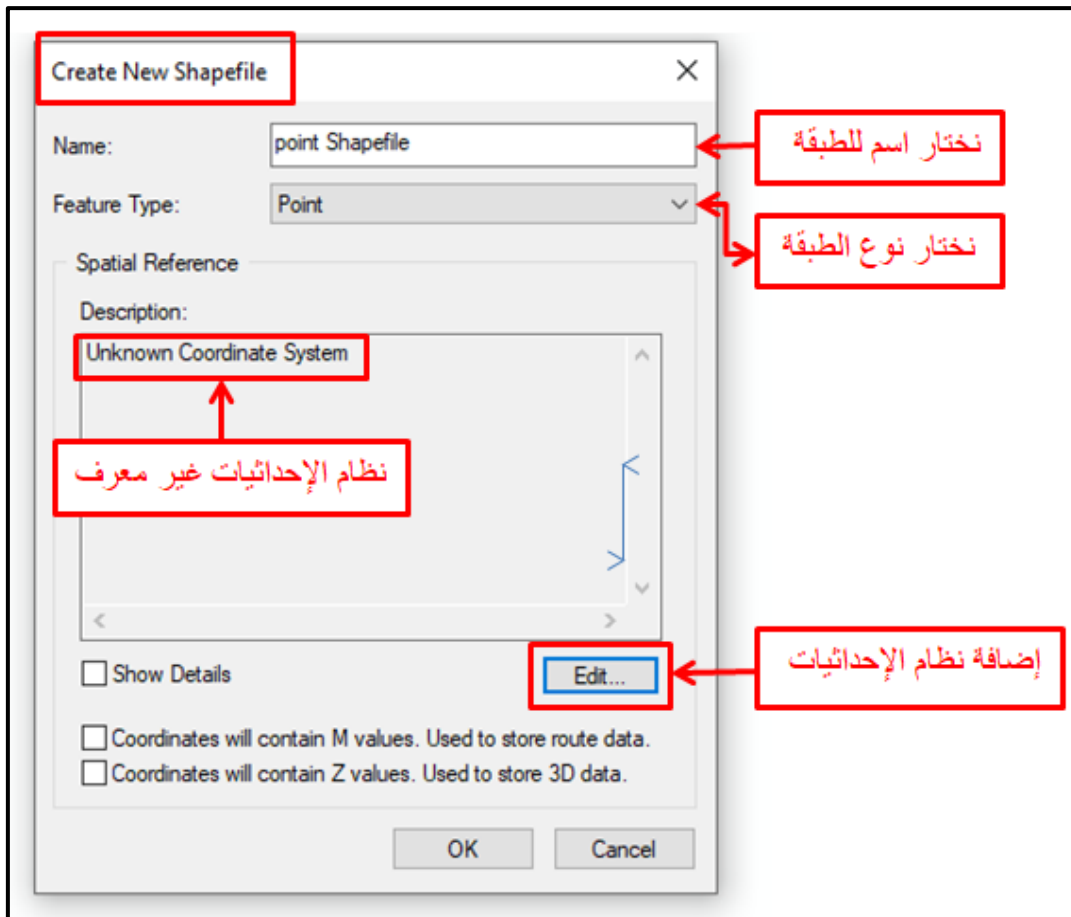 Create New Shapefile
Name:
point Shapefile
نختار اسم للطبقة
Feature Type:
Point
نختار نوع الطبقة
Spatial Reference
Description:
Unknown Coordinate System
نظام الإحداثيات غير معرف
Show Details
Edit...
إضافة نظام الإحداثيات
Coordinates will contain M values. Used to store route data.
Coordinates will contain Z values. Used to store 3D data.
OK
Cancel